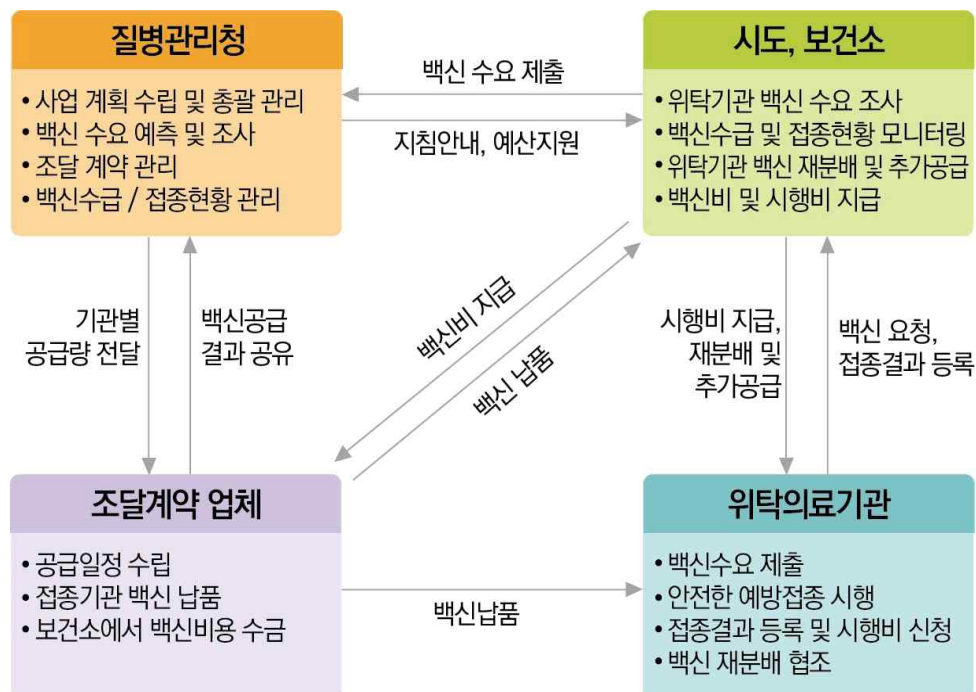 질병관리청
• 사업 계획 수립 및 총괄 관리
• 백신 수요 예측 및 조사
• 조달 계약 관리
• 백신수급 / 접종현황 관리
백신 수요 제출
지침안내, 예산지원
시도, 보건소
• 위탁기관 백신 수요 조사
• 백신수급 및 접종현황 모니터링
• 위탁기관 백신 재분배 및 추가공급
• 백신비 및 시행비 지급
기관별
공급량 전달
백신공급
결과 공유
백신비 지급
백신 납품
시행비 지급,
재분배 및
추가공급
백신 요청,
접종결과 등록
조달계약 업체
• 공급일정 수립
• 접종기관 백신 납품
• 보건소에서 백신비용 수금
백신납품
위탁의료기관
• 백신수요 제출
• 안전한 예방접종 시행
• 접종결과 등록 및 시행비 신청
• 백신 재분배 협조